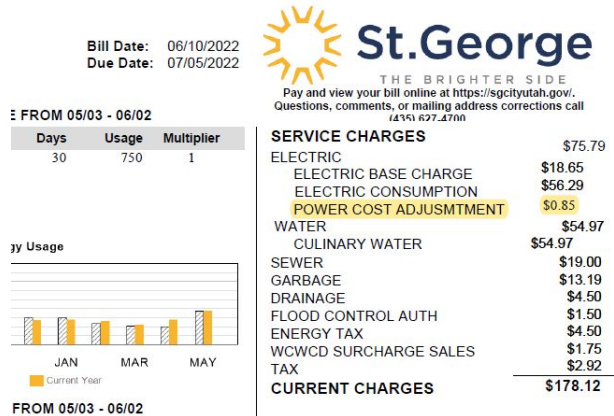 Bill Date: 06/10/2022
Due Date: 07/05/2022
St.George
THE BRIGHTER SIDE
Pay and view your bill online at https://sgcityutah.gov/.
Questions, comments, or mailing address corrections call
(435) 627-4700
E FROM 05/03 - 06/02
Days Usage Multiplier
30 750 1
gy Usage
JAN MAR MAY
Current Year
FROM 05/03 - 06/02
SERVICE CHARGES
ELECTRIC $75.79
ELECTRIC BASE CHARGE $18.65
ELECTRIC CONSUMPTION $56.29
POWER COST ADJUSMTMENT $0.85
WATER $54.97
CULINARY WATER $54.97
SEWER $19.00
GARBAGE $13.19
DRAINAGE $4.50
FLOOD CONTROL AUTH $1.50
ENERGY TAX $4.50
WCWCD SURCHARGE SALES $1.75
TAX $2.92
CURRENT CHARGES $178.12